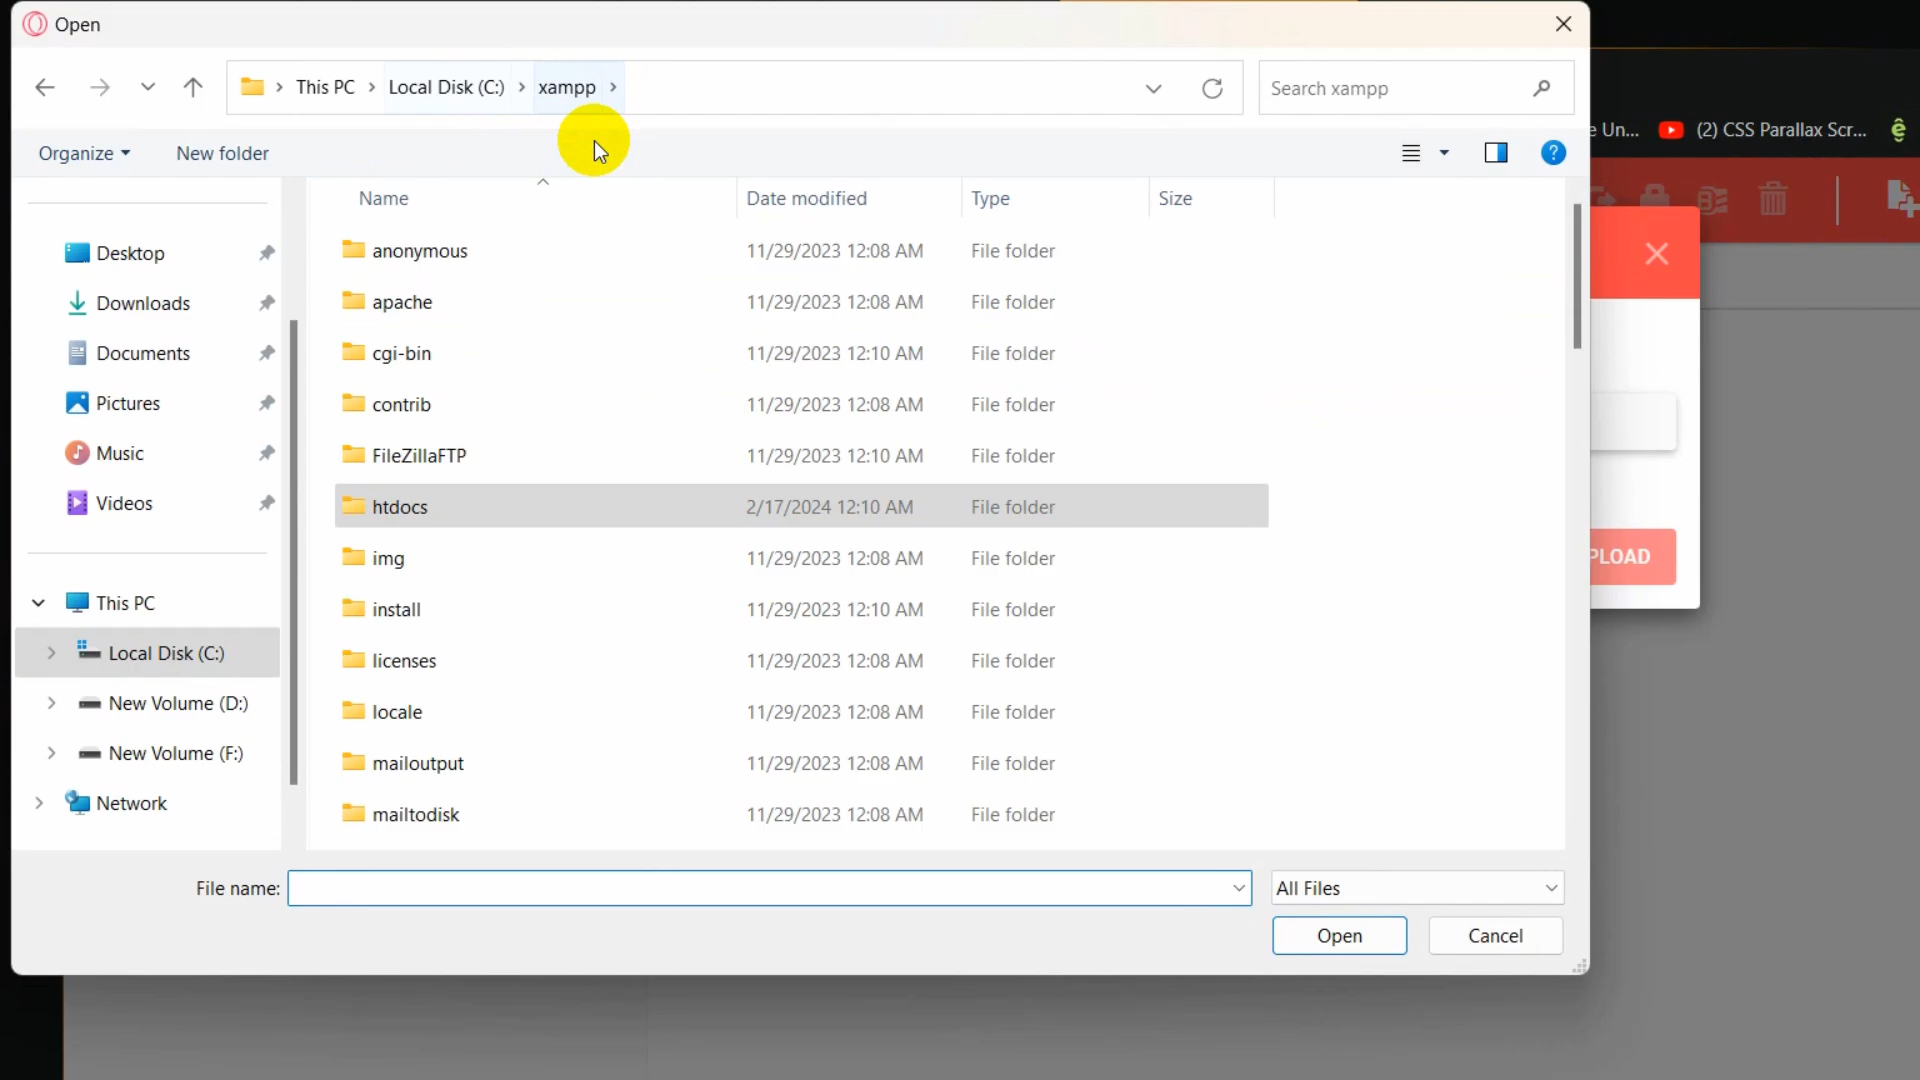 Open
This PC Local Disk (C:) xampp Search xampp
e Un... (2) CSS Parallax Scr... ê
Organize New folder ?
Name Date modified Type Size
Desktop
Downloads
Documents
Pictures
Music
Videos
This PC
Local Disk (C:)
New Volume (D:)
New Volume (F:)
Network
anonymous 11/29/2023 12:08 AM File folder
apache 11/29/2023 12:08 AM File folder
cgi-bin 11/29/2023 12:10 AM File folder
contrib 11/29/2023 12:08 AM File folder
FileZillaFTP 11/29/2023 12:10 AM File folder
htdocs 2/17/2024 12:10 AM File folder
img 11/29/2023 12:08 AM File folder
install 11/29/2023 12:10 AM File folder
licenses 11/29/2023 12:08 AM File folder
locale 11/29/2023 12:08 AM File folder
mailoutput 11/29/2023 12:08 AM File folder
mailtodisk 11/29/2023 12:08 AM File folder
PLOAD
File name: All Files
Open Cancel